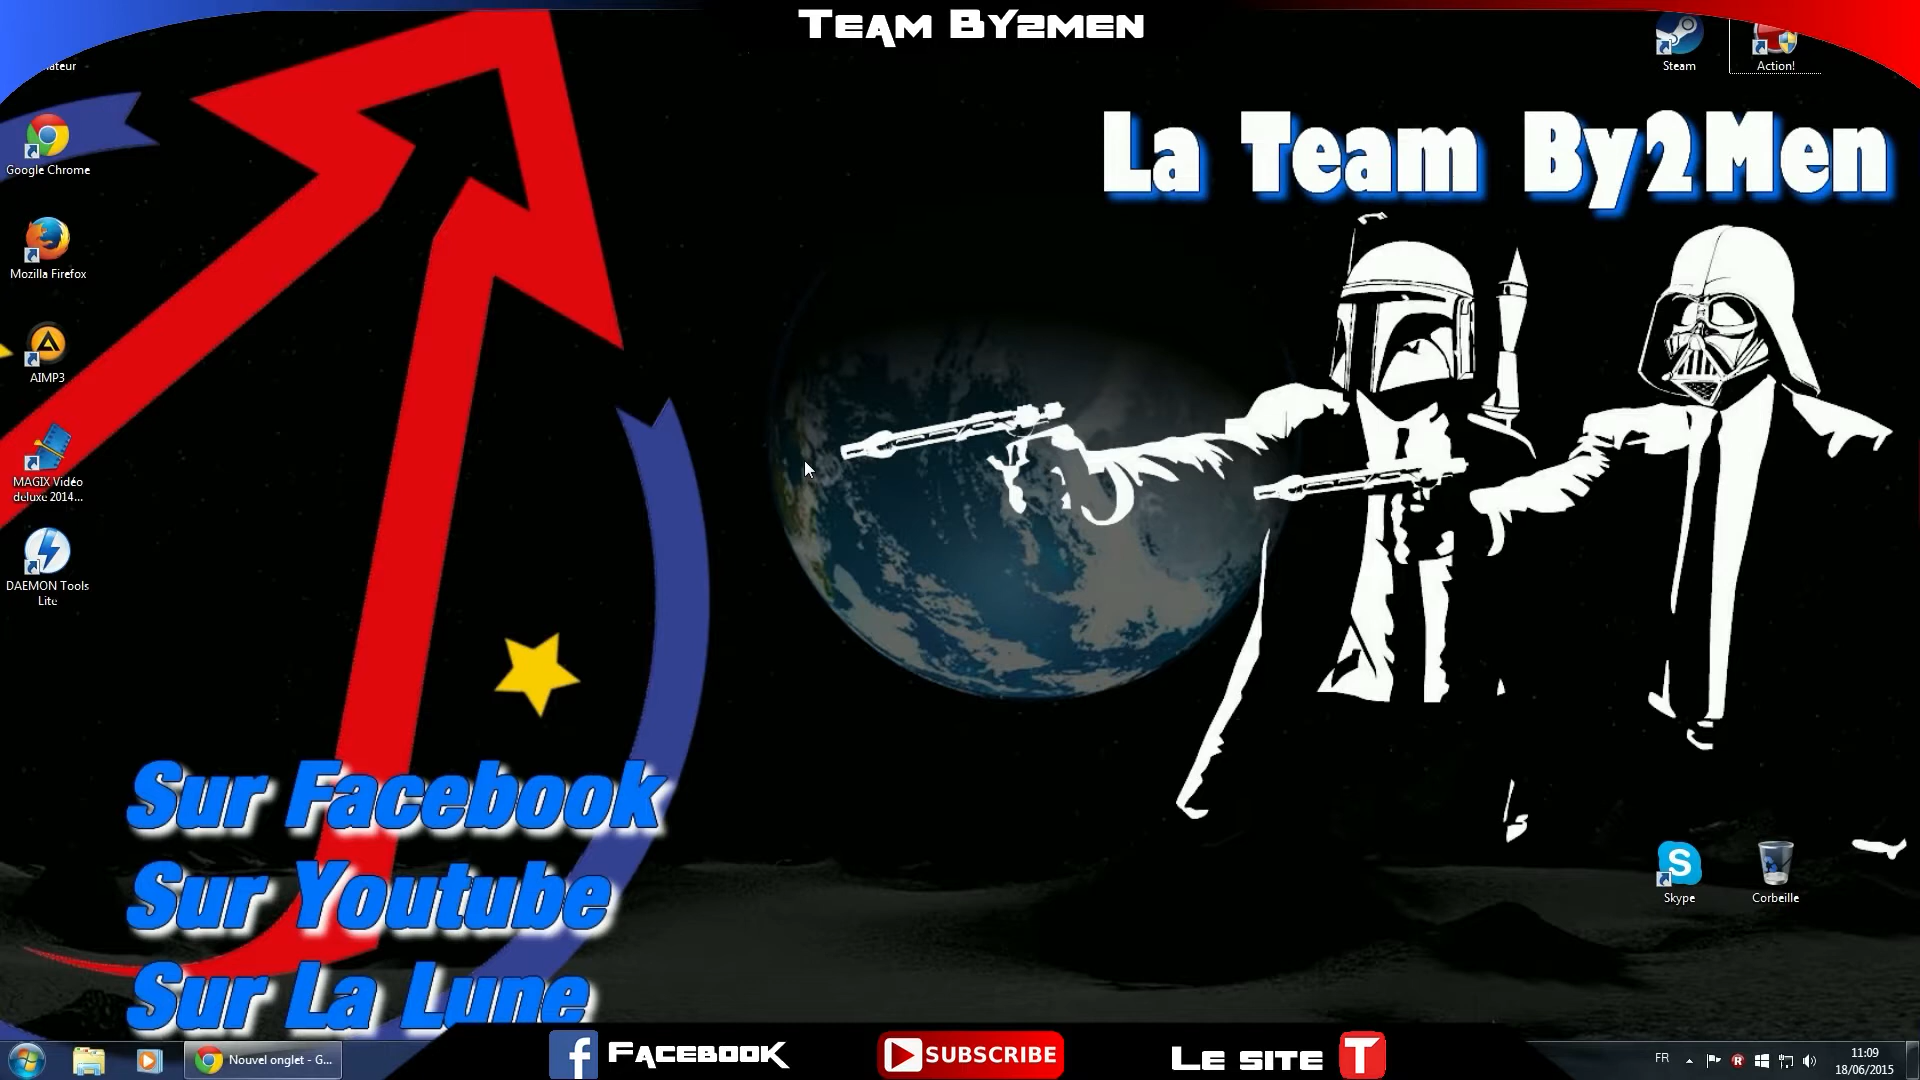 Team By2men
ateur
Steam
Action!
La Team By2Men
Google Chrome
Mozilla Firefox
AIMP3
MAGIX Vidéo
deluxe 2014...
DAEMON Tools
Lite
Sur Facebook
Sur Youtube
Sur La Lune
Skype
Corbeille
Nouvel onglet - G...
f Facebook
SUBSCRIBE
Le site T
FR
11:09
18/06/2015